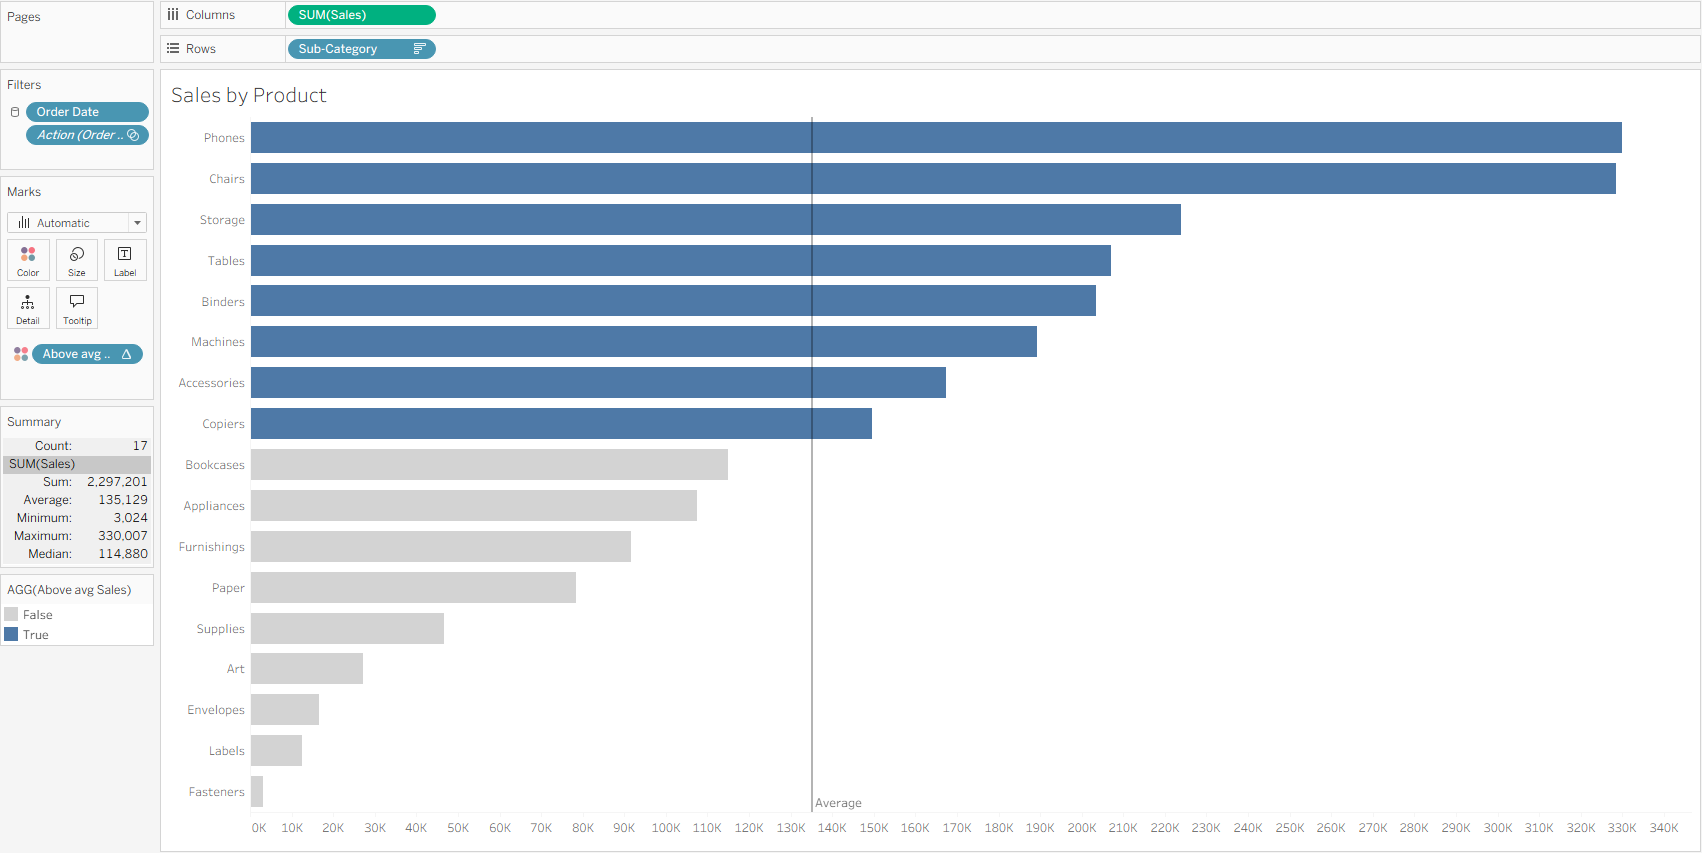 Pages
Columns
SUM(Sales)
Rows
Sub-Category
Filters
Order Date
Action (Order ..
Marks
Automatic
Color
Size
Label
Detail
Tooltip
Above avg ..
Summary
Count: 17
SUM(Sales)
Sum: 2,297,201
Average: 135,129
Minimum: 3,024
Maximum: 330,007
Median: 114,880
AGG(Above avg Sales)
False
True
Sales by Product
Phones
Chairs
Storage
Tables
Binders
Machines
Accessories
Copiers
Bookcases
Appliances
Furnishings
Paper
Supplies
Art
Envelopes
Labels
Fasteners
Average
0K 10K 20K 30K 40K 50K 60K 70K 80K 90K 100K 110K 120K 130K 140K 150K 160K 170K 180K 190K 200K 210K 220K 230K 240K 250K 260K 270K 280K 290K 300K 310K 320K 330K 340K